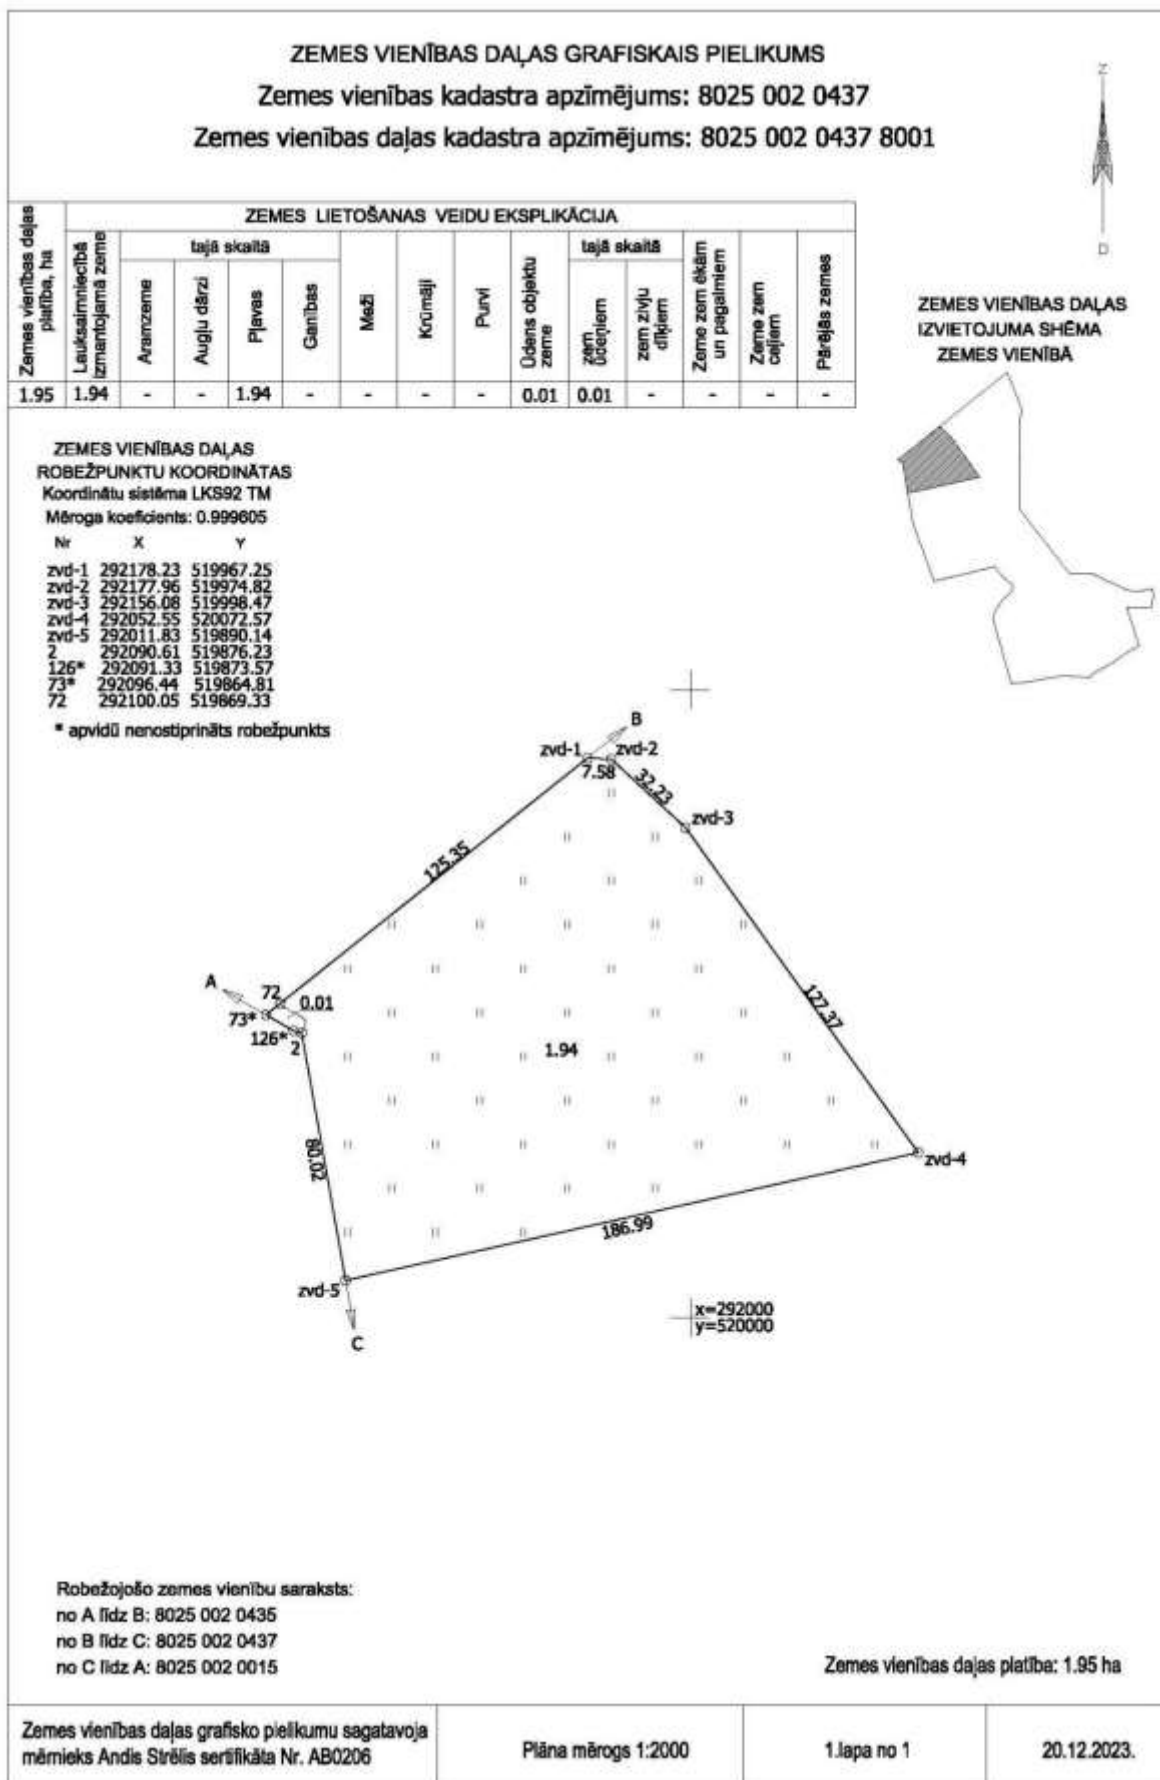 ZEMES VIENĪBAS DAĻAS GRAFISKAIS PIELIKUMS
Zemes vienības kadastra apzīmējums: 8025 002 0437
Zemes vienības daļas kadastra apzīmējums: 8025 002 0437 8001
Z
D
ZEMES LIETOŠANAS VEIDU EKSPLIKĀCIJA
Zemes vienības daļas
platība, ha
Lauksaimniecībā
izmantojamā zeme
tajā skaitā
Aramzeme
Augļu dārzi
Pļavas
Ganības
Meži
Krūmāji
Purvi
Ūdens objektu
zeme
tajā skaitā
zem
ūdeņiem
zem zivju
dīķiem
Zeme zem ēkām
un pagalmiem
Zeme zem
ceļiem
Pārējās zemes
1.95 1.94 - - 1.94 - - - - 0.01 0.01 - - - -
ZEMES VIENĪBAS DAĻAS
IZVIETOJUMA SHĒMA
ZEMES VIENĪBĀ
ZEMES VIENĪBAS DAĻAS
ROBEŽPUNKTU KOORDINĀTAS
Koordinātu sistēma LKS92 TM
Mēroga koeficients: 0.999605
Nr X Y
zvd-1 292178.23 519967.25
zvd-2 292177.96 519974.82
zvd-3 292156.08 519998.47
zvd-4 292052.55 520072.57
zvd-5 292011.83 519890.14
2 292090.61 519876.23
126* 292091.33 519873.57
73* 292096.44 519864.81
72 292100.05 519869.33
* apvidū nenostiprināts robežpunkts
B
zvd-1
zvd-2
7.58
32.23
zvd-3
125.35
A
72
0.01
73*
126*
2
127.37
1.94
80.02
zvd-4
186.99
zvd-5
C
x=292000
y=520000
Robežojošo zemes vienību saraksts:
no A līdz B: 8025 002 0435
no B līdz C: 8025 002 0437
no C līdz A: 8025 002 0015
Zemes vienības daļas platība: 1.95 ha
Zemes vienības daļas grafisko pielikumu sagatavoja
mērnieks Andis Strēlis sertifikāta Nr. AB0206
Plāna mērogs 1:2000
1.lapa no 1
20.12.2023.